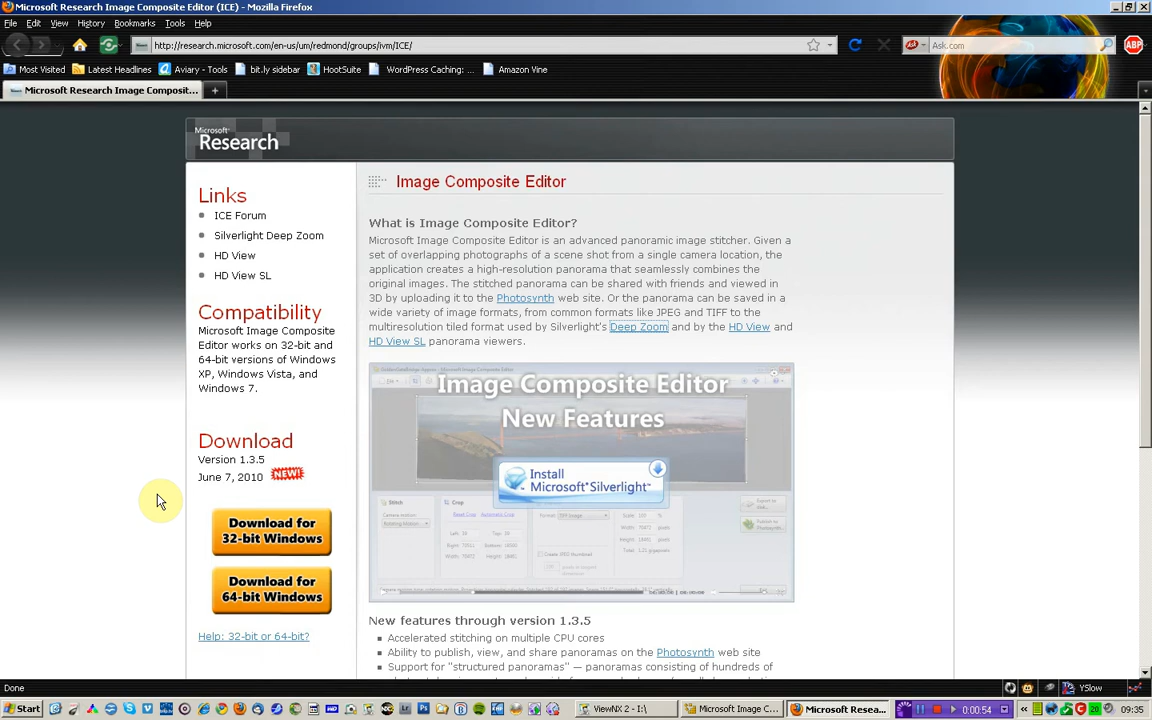 Microsoft Research Image Composite Editor (ICE) - Mozilla Firefox
File Edit View History Bookmarks Tools Help
http://research.microsoft.com/en-us/um/redmond/groups/ivm/ICE/
Ask.com
ABP
Most Visited Latest Headlines Aviary - Tools bit.ly sidebar HootSuite WordPress Caching: ... Amazon Vine
Microsoft Research Image Composit...
Microsoft
Research
Links
ICE Forum
Silverlight Deep Zoom
HD View
HD View SL
Compatibility
Microsoft Image Composite
Editor works on 32-bit and
64-bit versions of Windows
XP, Windows Vista, and
Windows 7.
Download
Version 1.3.5
June 7, 2010 NEW!
Download for
32-bit Windows
Download for
64-bit Windows
Help: 32-bit or 64-bit?
Image Composite Editor
What is Image Composite Editor?
Microsoft Image Composite Editor is an advanced panoramic image stitcher. Given a
set of overlapping photographs of a scene shot from a single camera location, the
application creates a high-resolution panorama that seamlessly combines the
original images. The stitched panorama can be shared with friends and viewed in
3D by uploading it to the Photosynth web site. Or the panorama can be saved in a
wide variety of image formats, from common formats like JPEG and TIFF to the
multiresolution tiled format used by Silverlight's Deep Zoom and by the HD View and
HD View SL panorama viewers.
Image Composite Editor
New Features
Install
Microsoft Silverlight
Stitch
Crop
New features through version 1.3.5
Accelerated stitching on multiple CPU cores
Ability to publish, view, and share panoramas on the Photosynth web site
Support for "structured panoramas" — panoramas consisting of hundreds of
Done
YSlow
Start
ViewNX 2 - I:\
Microsoft Image C...
Microsoft Resea...
0:00:54
20
09:35